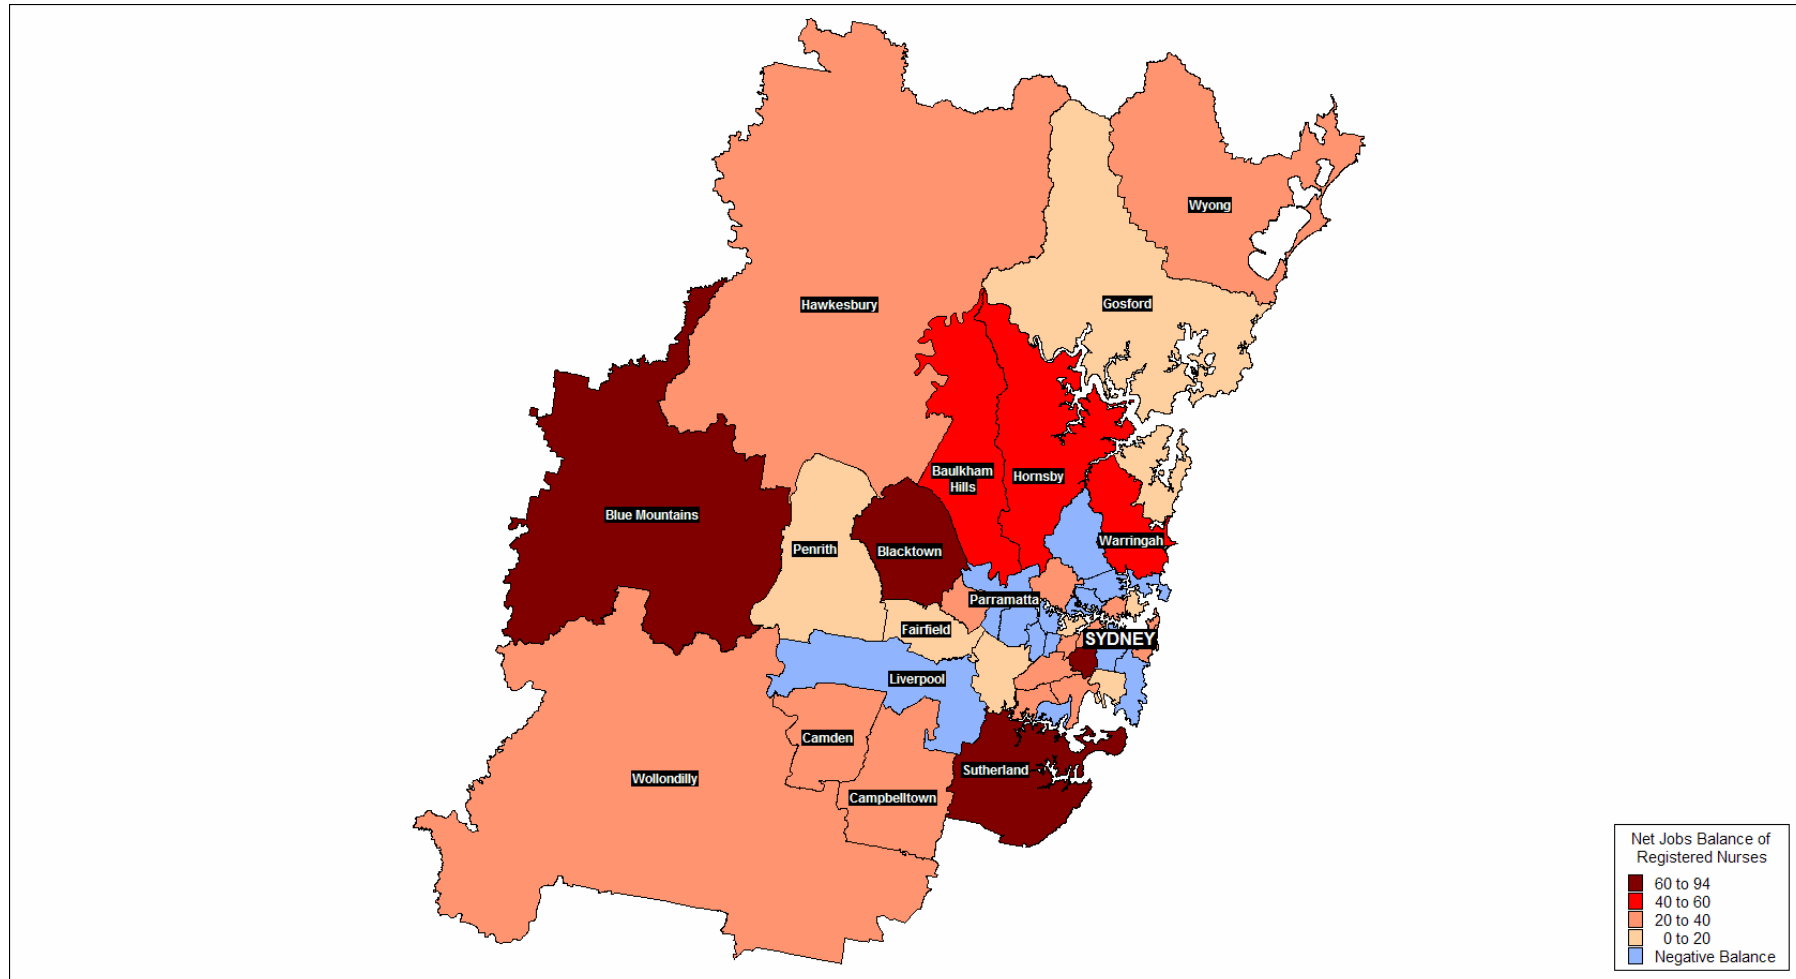 Wyong
Hawkesbury
Gosford
Baulkham
Hills
Hornsby
Blue Mountains
Warringah
Penrith
Blacktown
Parramatta
Fairfield
SYDNEY
Liverpool
Camden
Sutherland
Wollondilly
Campbelltown
Net Jobs Balance of
Registered Nurses
60 to 94
40 to 60
20 to 40
0 to 20
Negative Balance